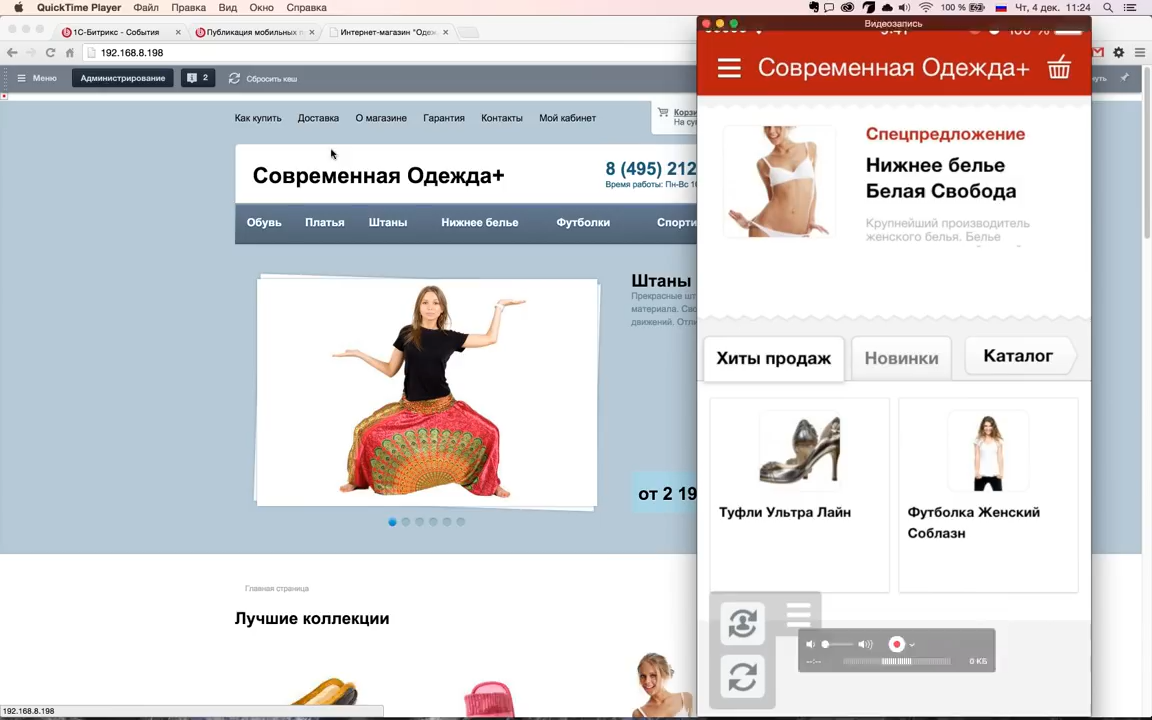 QuickTime Player Файл Правка Вид Окно Справка
100 % Чт, 4 дек. 11:24
1С-Битрикс - События
Публикация мобильных п
Интернет-магазин "Одеж
192.168.8.198
Меню
Администрирование
2
Сбросить кеш
Как купить
Доставка
О магазине
Гарантия
Контакты
Мой кабинет
Современная Одежда+
8 (495) 212
Время работы: Пн-Вс
Обувь
Платья
Штаны
Нижнее белье
Футболки
Штаны
Прекрасные
материала.
движений.
от 2 19
Главная страница
Лучшие коллекции
192.168.8.198
Видеозапись
Современная Одежда+
Спецпредложение
Нижнее белье
Белая Свобода
Крупнейший производитель
женского белья. Белье
Хиты продаж
Новинки
Каталог
Туфли Ультра Лайн
Футболка Женский
Соблазн
--:--
0 КБ